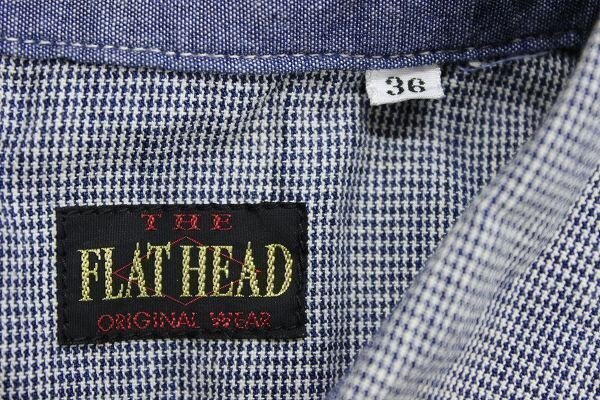 36
THE
FLAT HEAD
ORIGINAL WEAR